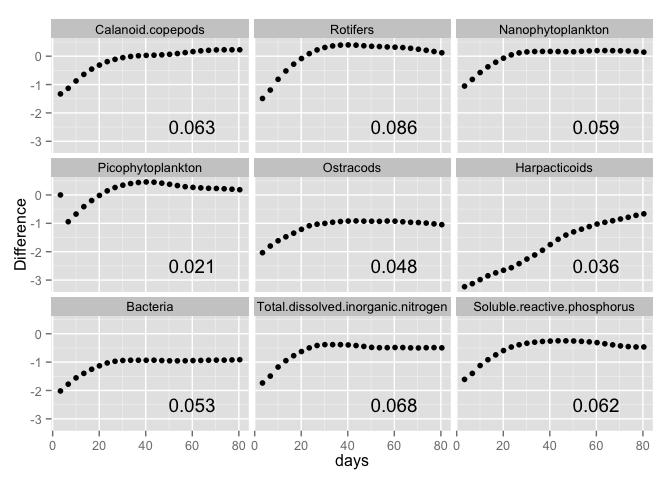 Calanoid.copepods Rotifers Nanophytoplankton
0
-1
-2
-3
0.063 0.086 0.059
Picophytoplankton Ostracods Harpacticoids
0
-1
-2
-3
0.021 0.048 0.036
Difference
Bacteria Total.dissolved.inorganic.nitrogen Soluble.reactive.phosphorus
0
-1
-2
-3
0.053 0.068 0.062
0 20 40 60 80 0 20 40 60 80 0 20 40 60 80
days